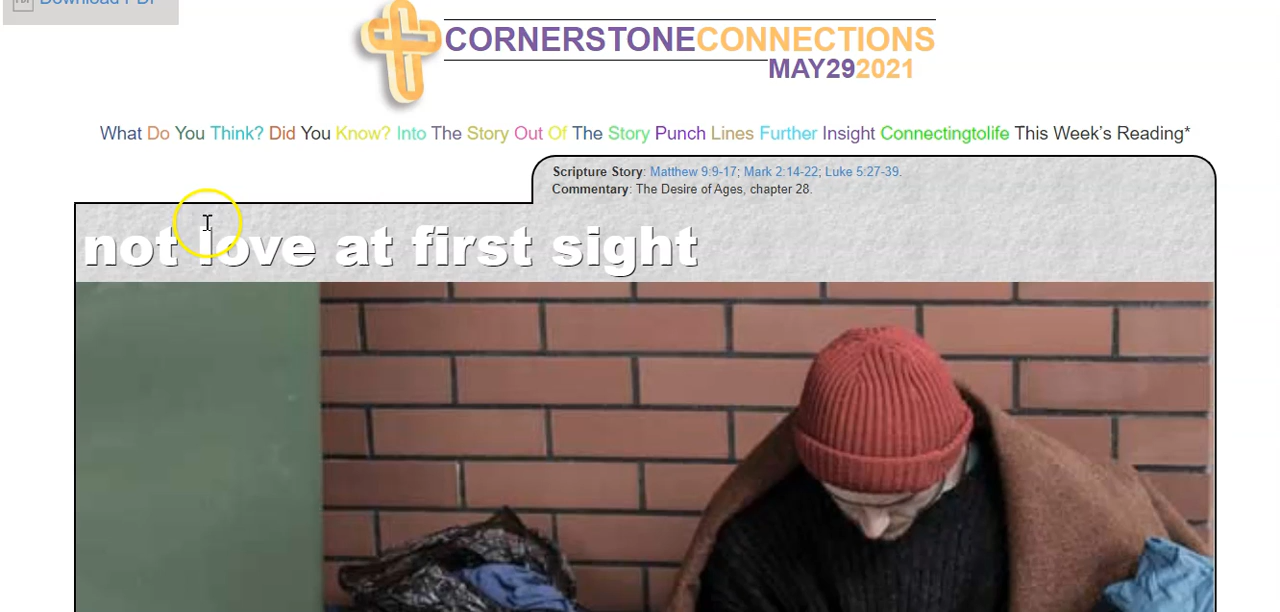 Download PDF
CORNERSTONECONNECTIONS
MAY292021
What Do You Think? Did You Know? Into The Story Out Of The Story Punch Lines Further Insight Connectingtolife This Week's Reading*
Scripture Story: Matthew 9:9-17; Mark 2:14-22; Luke 5:27-39.
Commentary: The Desire of Ages, chapter 28.
not love at first sight